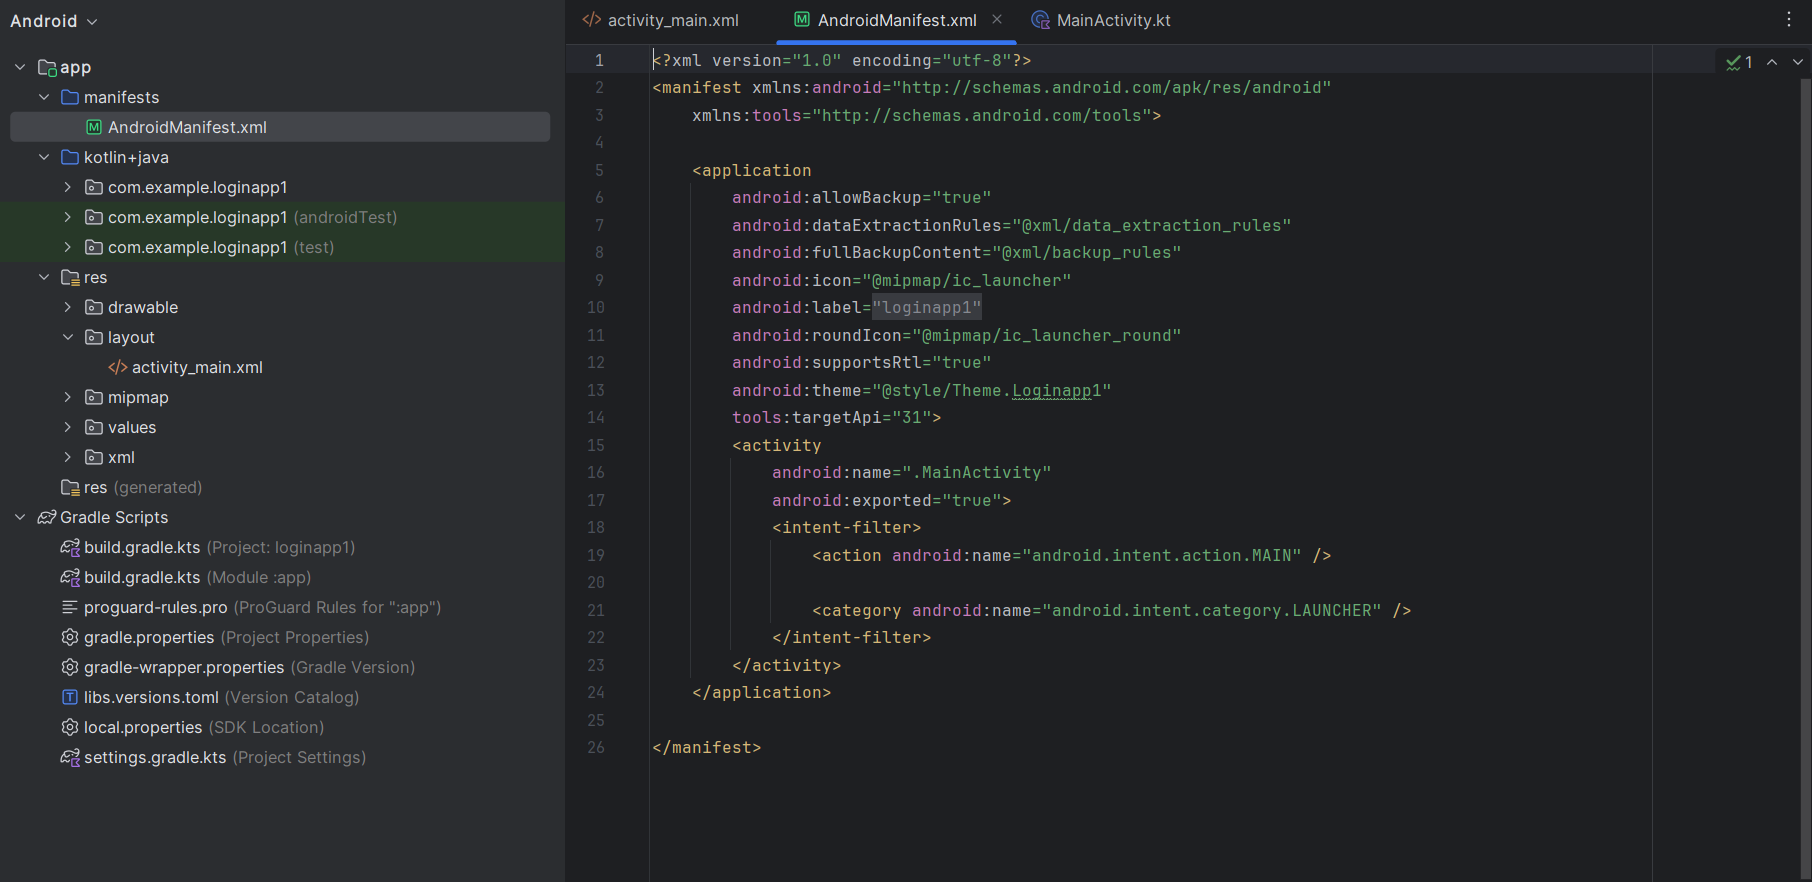 Android
app
manifests
AndroidManifest.xml
kotlin+java
com.example.loginapp1
com.example.loginapp1 (androidTest)
com.example.loginapp1 (test)
res
drawable
layout
activity_main.xml
mipmap
values
xml
res (generated)
Gradle Scripts
build.gradle.kts (Project: loginapp1)
build.gradle.kts (Module :app)
proguard-rules.pro (ProGuard Rules for ":app")
gradle.properties (Project Properties)
gradle-wrapper.properties (Gradle Version)
libs.versions.toml (Version Catalog)
local.properties (SDK Location)
settings.gradle.kts (Project Settings)
activity_main.xml AndroidManifest.xml MainActivity.kt
1 <?xml version="1.0" encoding="utf-8"?>
1
2 <manifest xmlns:android="http://schemas.android.com/apk/res/android"
3 xmlns:tools="http://schemas.android.com/tools">
4
5 <application
6 android:allowBackup="true"
7 android:dataExtractionRules="@xml/data_extraction_rules"
8 android:fullBackupContent="@xml/backup_rules"
9 android:icon="@mipmap/ic_launcher"
10 android:label="loginapp1"
11 android:roundIcon="@mipmap/ic_launcher_round"
12 android:supportsRtl="true"
13 android:theme="@style/Theme.Loginapp1"
14 tools:targetApi="31">
15 <activity
16 android:name=".MainActivity"
17 android:exported="true">
18 <intent-filter>
19 <action android:name="android.intent.action.MAIN" />
20
21 <category android:name="android.intent.category.LAUNCHER" />
22 </intent-filter>
23 </activity>
24 </application>
25
26 </manifest>